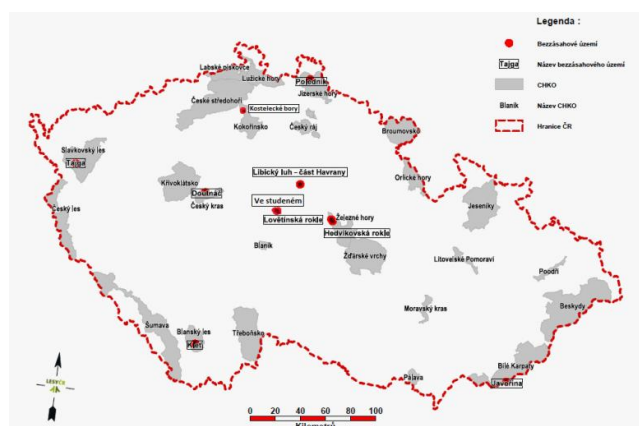 Legenda :
Bezzásahové území
Tajga
Název bezzásahového území
CHKO
Blaník
Název CHKO
Hranice ČR
Labské pískovce
Lužické hory
Poledník
Jizerské hory
České středohoří
Kostelecké bory
Kokořínsko
Český ráj
Broumovsko
Slavkovský les
Tajga
Libický luh - část Havrany
Orlické hory
Křivoklátsko
Doutnáč
Český kras
Ve studeném
Jeseníky
Český les
Lovětínská rokle
Železné hory
Hedvikovská rokle
Blaník
Žďárské vrchy
Litovelské Pomoraví
Poodří
Moravský kras
Beskydy
Šumava
Blanský les
Třeboňsko
Kleť
Bílé Karpaty
Pálava
Javořina
0 20 40 60 80 100
Kilometrů